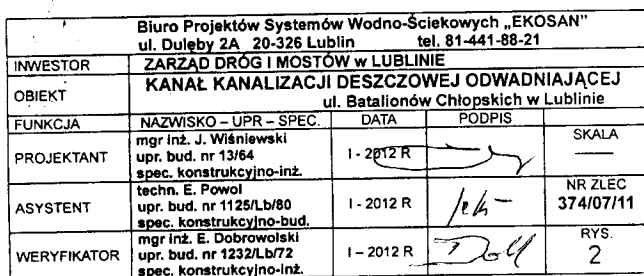 Biuro Projektów Systemów Wodno-Ściekowych „EKOSAN"
ul. Dulęby 2A 20-326 Lublin tel. 81-441-88-21
INWESTOR ZARZĄD DRÓG I MOSTÓW w LUBLINIE
OBIEKT KANAŁ KANALIZACJI DESZCZOWEJ ODWADNIAJĄCEJ
ul. Batalionów Chłopskich w Lublinie
FUNKCJA NAZWISKO – UPR – SPEC. DATA PODPIS SKALA
PROJEKTANT mgr inż. J. Wiśniewski
upr. bud. nr 13/64
spec. konstrukcyjno-inż. I - 2012 R
ASYSTENT techn. E. Powol
upr. bud. nr 1125/Lb/80
spec. konstrukcyjno-bud. I - 2012 R NR ZLEC
374/07/11
WERYFIKATOR mgr inż. E. Dobrowolski
upr. bud. nr 1232/Lb/72
spec. konstrukcyjno-inż. I – 2012 R RYS.
2